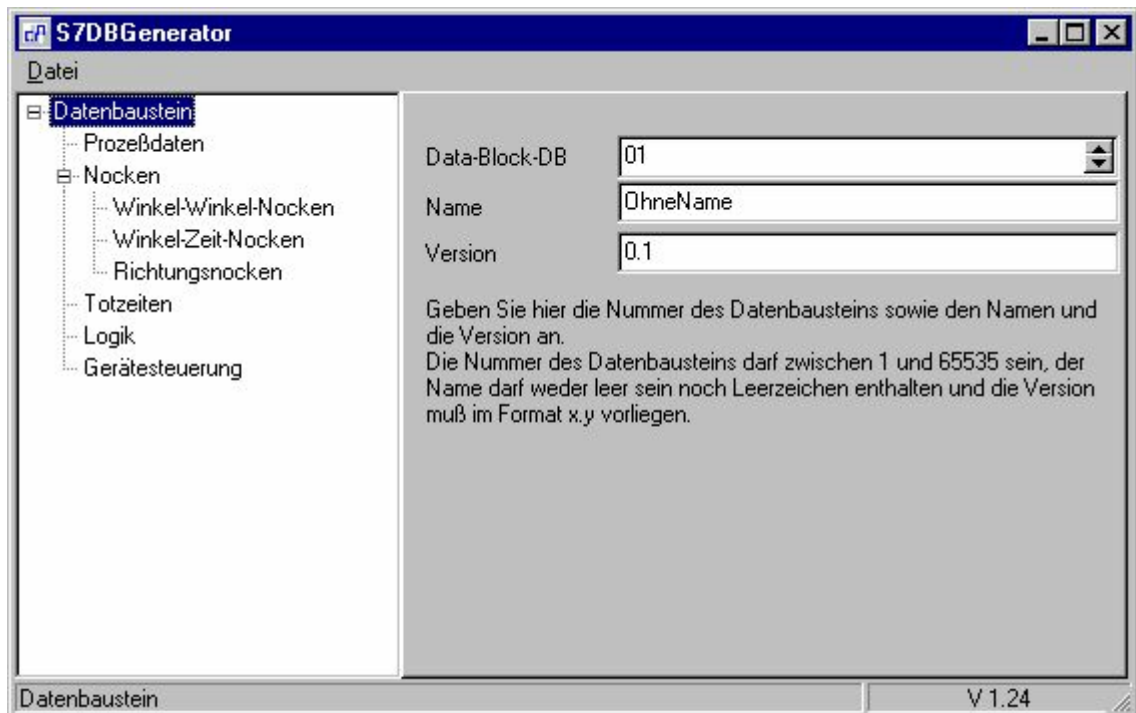 S7DBGenerator
Datei
Datenbaustein
Prozeßdaten
Nocken
Winkel-Winkel-Nocken
Winkel-Zeit-Nocken
Richtungsnocken
Totzeiten
Logik
Gerätesteuerung
Data-Block-DB 01
Name OhneName
Version 0.1
Geben Sie hier die Nummer des Datenbausteins sowie den Namen und
die Version an.
Die Nummer des Datenbausteins darf zwischen 1 und 65535 sein, der
Name darf weder leer sein noch Leerzeichen enthalten und die Version
muß im Format x.y vorliegen.
Datenbaustein V 1.24